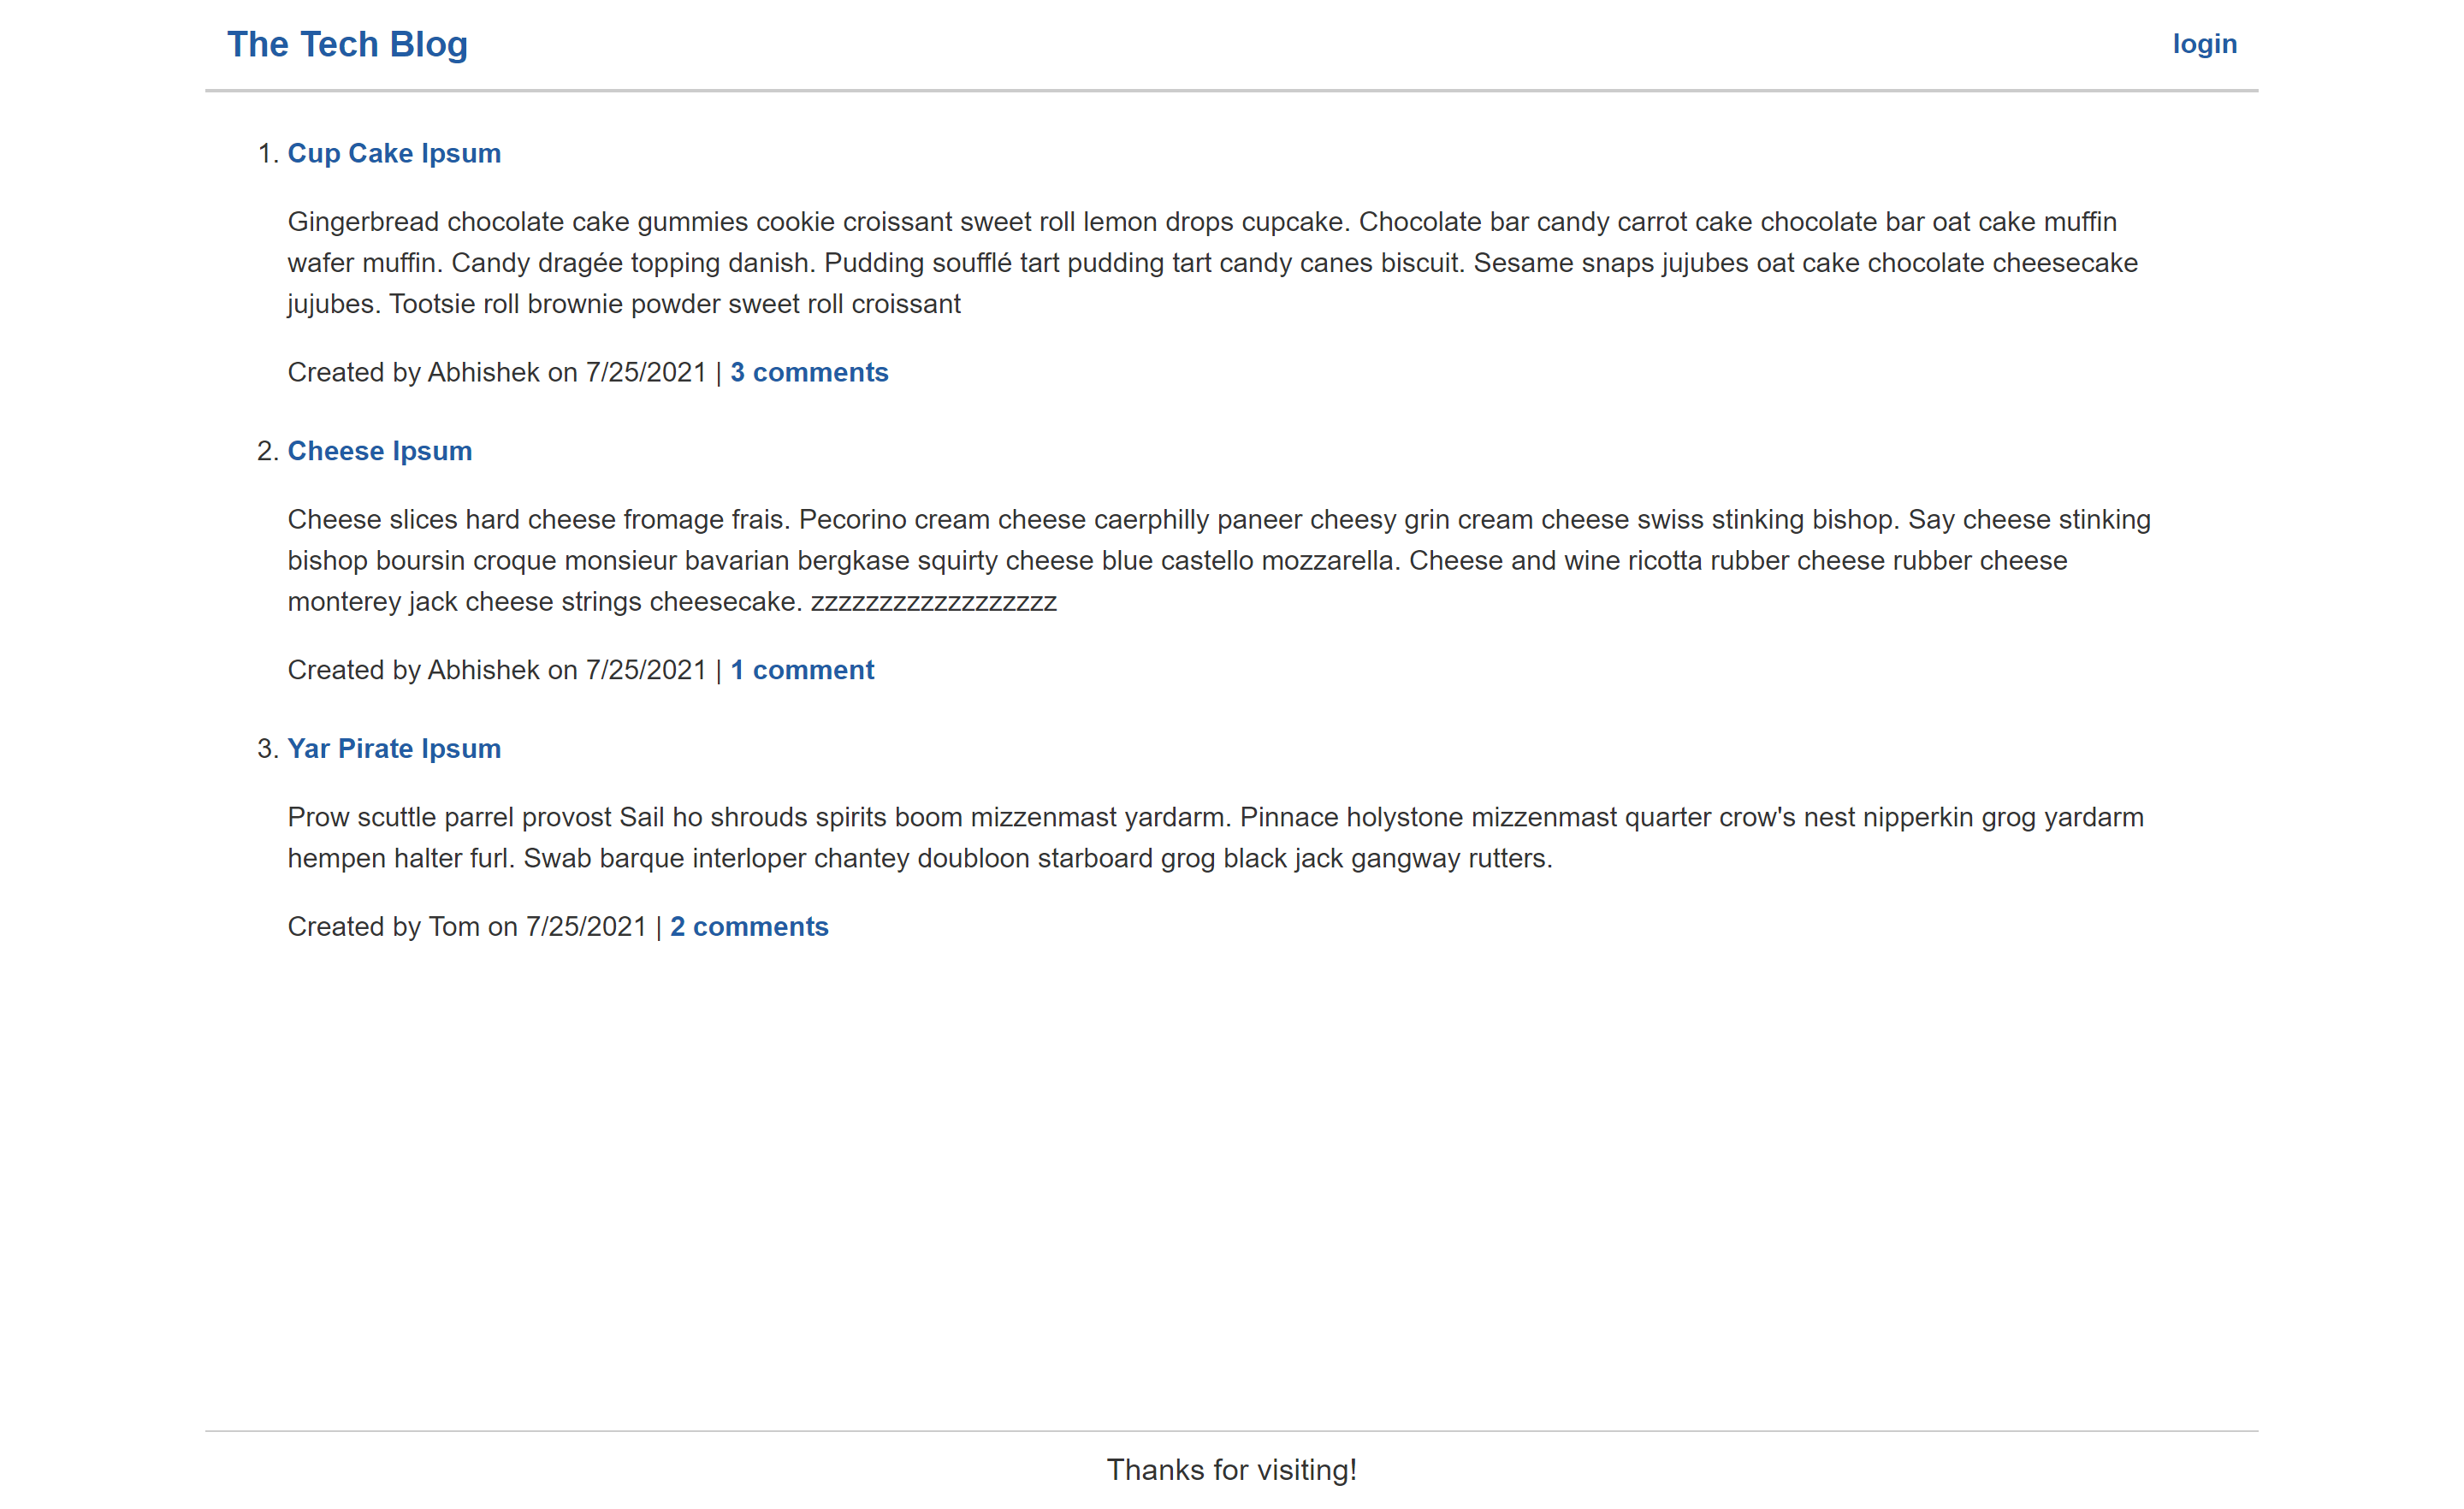 The Tech Blog login
1. Cup Cake Ipsum
Gingerbread chocolate cake gummies cookie croissant sweet roll lemon drops cupcake. Chocolate bar candy carrot cake chocolate bar oat cake muffin
wafer muffin. Candy dragée topping danish. Pudding soufflé tart pudding tart candy canes biscuit. Sesame snaps jujubes oat cake chocolate cheesecake
jujubes. Tootsie roll brownie powder sweet roll croissant
Created by Abhishek on 7/25/2021 | 3 comments
2. Cheese Ipsum
Cheese slices hard cheese fromage frais. Pecorino cream cheese caerphilly paneer cheesy grin cream cheese swiss stinking bishop. Say cheese stinking
bishop boursin croque monsieur bavarian bergkase squirty cheese blue castello mozzarella. Cheese and wine ricotta rubber cheese rubber cheese
monterey jack cheese strings cheesecake. zzzzzzzzzzzzzzzzzz
Created by Abhishek on 7/25/2021 | 1 comment
3. Yar Pirate Ipsum
Prow scuttle parrel provost Sail ho shrouds spirits boom mizzenmast yardarm. Pinnace holystone mizzenmast quarter crow's nest nipperkin grog yardarm
hempen halter furl. Swab barque interloper chantey doubloon starboard grog black jack gangway rutters.
Created by Tom on 7/25/2021 | 2 comments
Thanks for visiting!